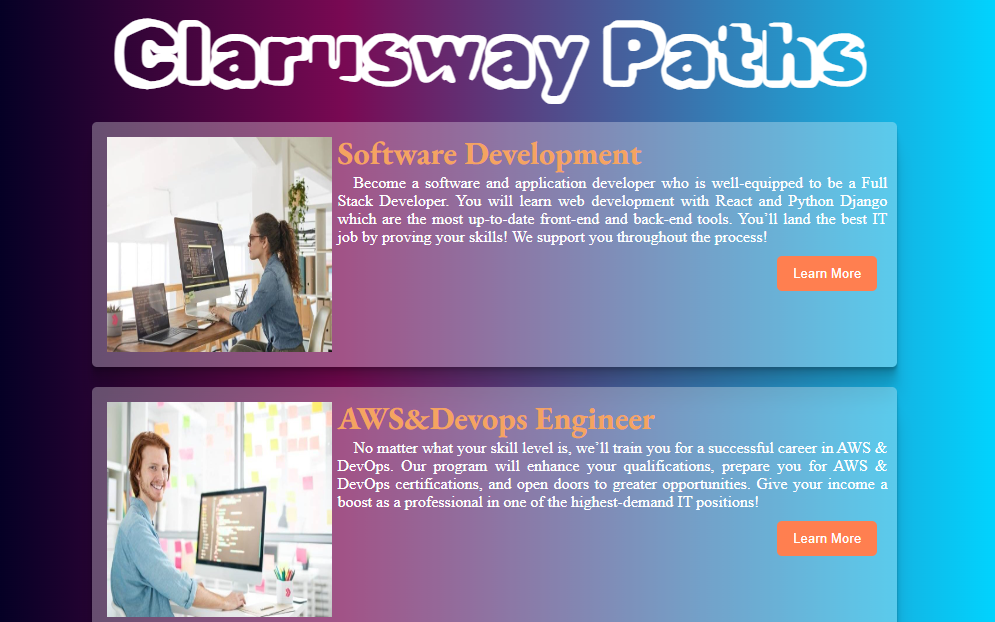 Clarusway Paths
Software Development
Become a software and application developer who is well-equipped to be a Full
Stack Developer. You will learn web development with React and Python Django
which are the most up-to-date front-end and back-end tools. You’ll land the best IT
job by proving your skills! We support you throughout the process!
Learn More
AWS&Devops Engineer
No matter what your skill level is, we’ll train you for a successful career in AWS &
DevOps. Our program will enhance your qualifications, prepare you for AWS &
DevOps certifications, and open doors to greater opportunities. Give your income a
boost as a professional in one of the highest-demand IT positions!
Learn More